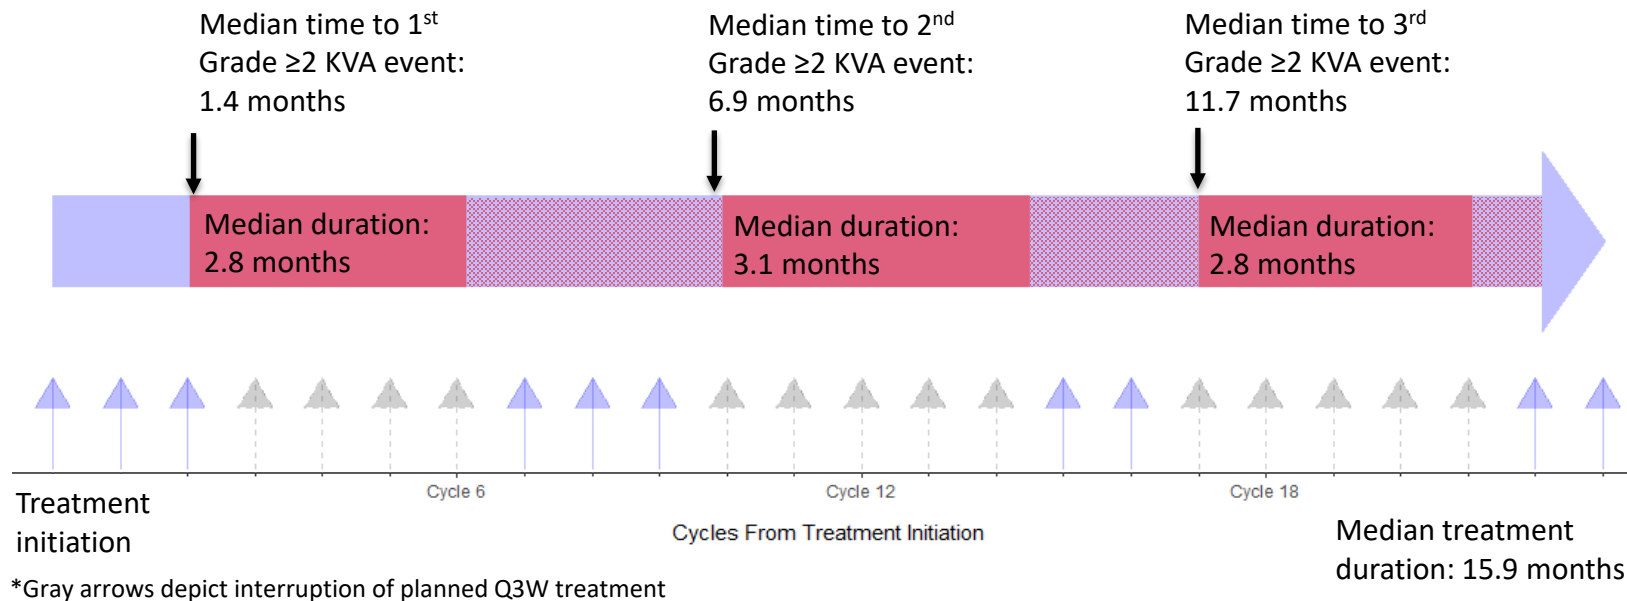 Median time to 1st
Grade ≥2 KVA event:
1.4 months
Median time to 2nd
Grade ≥2 KVA event:
6.9 months
Median time to 3rd
Grade ≥2 KVA event:
11.7 months
Median duration:
2.8 months
Median duration:
3.1 months
Median duration:
2.8 months
Cycle 6
Cycle 12
Cycle 18
Treatment
initiation
Cycles From Treatment Initiation
Median treatment
duration: 15.9 months
*Gray arrows depict interruption of planned Q3W treatment